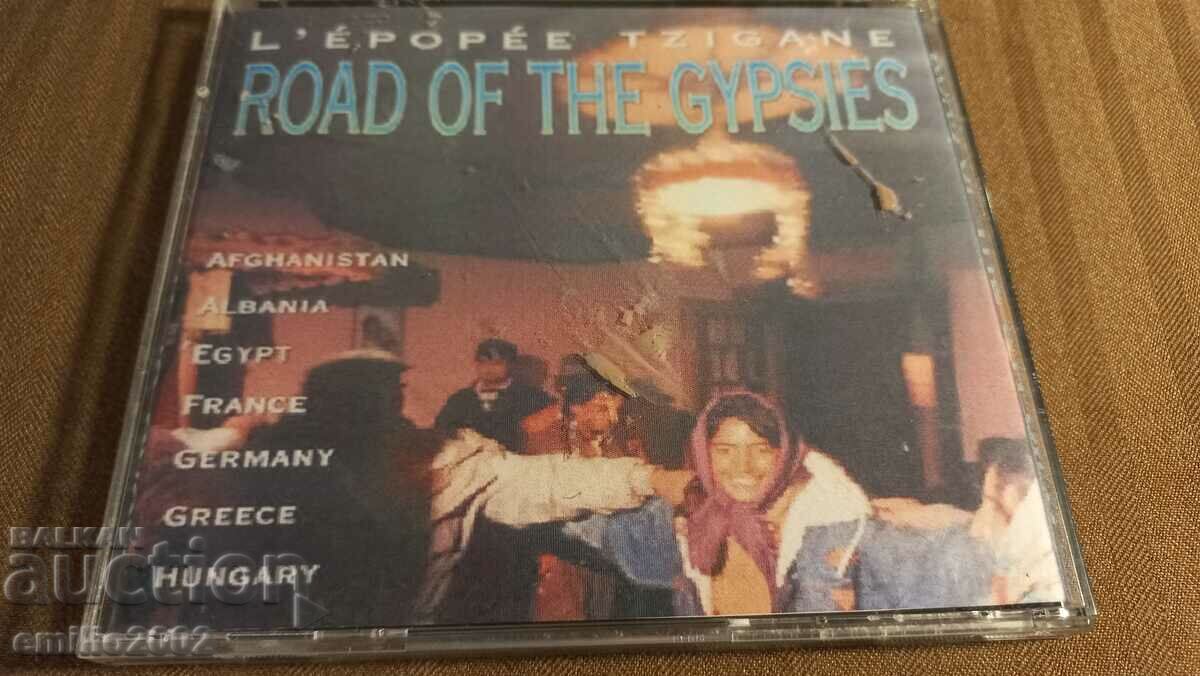 L'ÉPOPÉE TZIGANE
ROAD OF THE GYPSIES
AFGHANISTAN
ALBANIA
EGYPT
FRANCE
GERMANY
GREECE
HUNGARY
BALKAN
auction
emilio2002